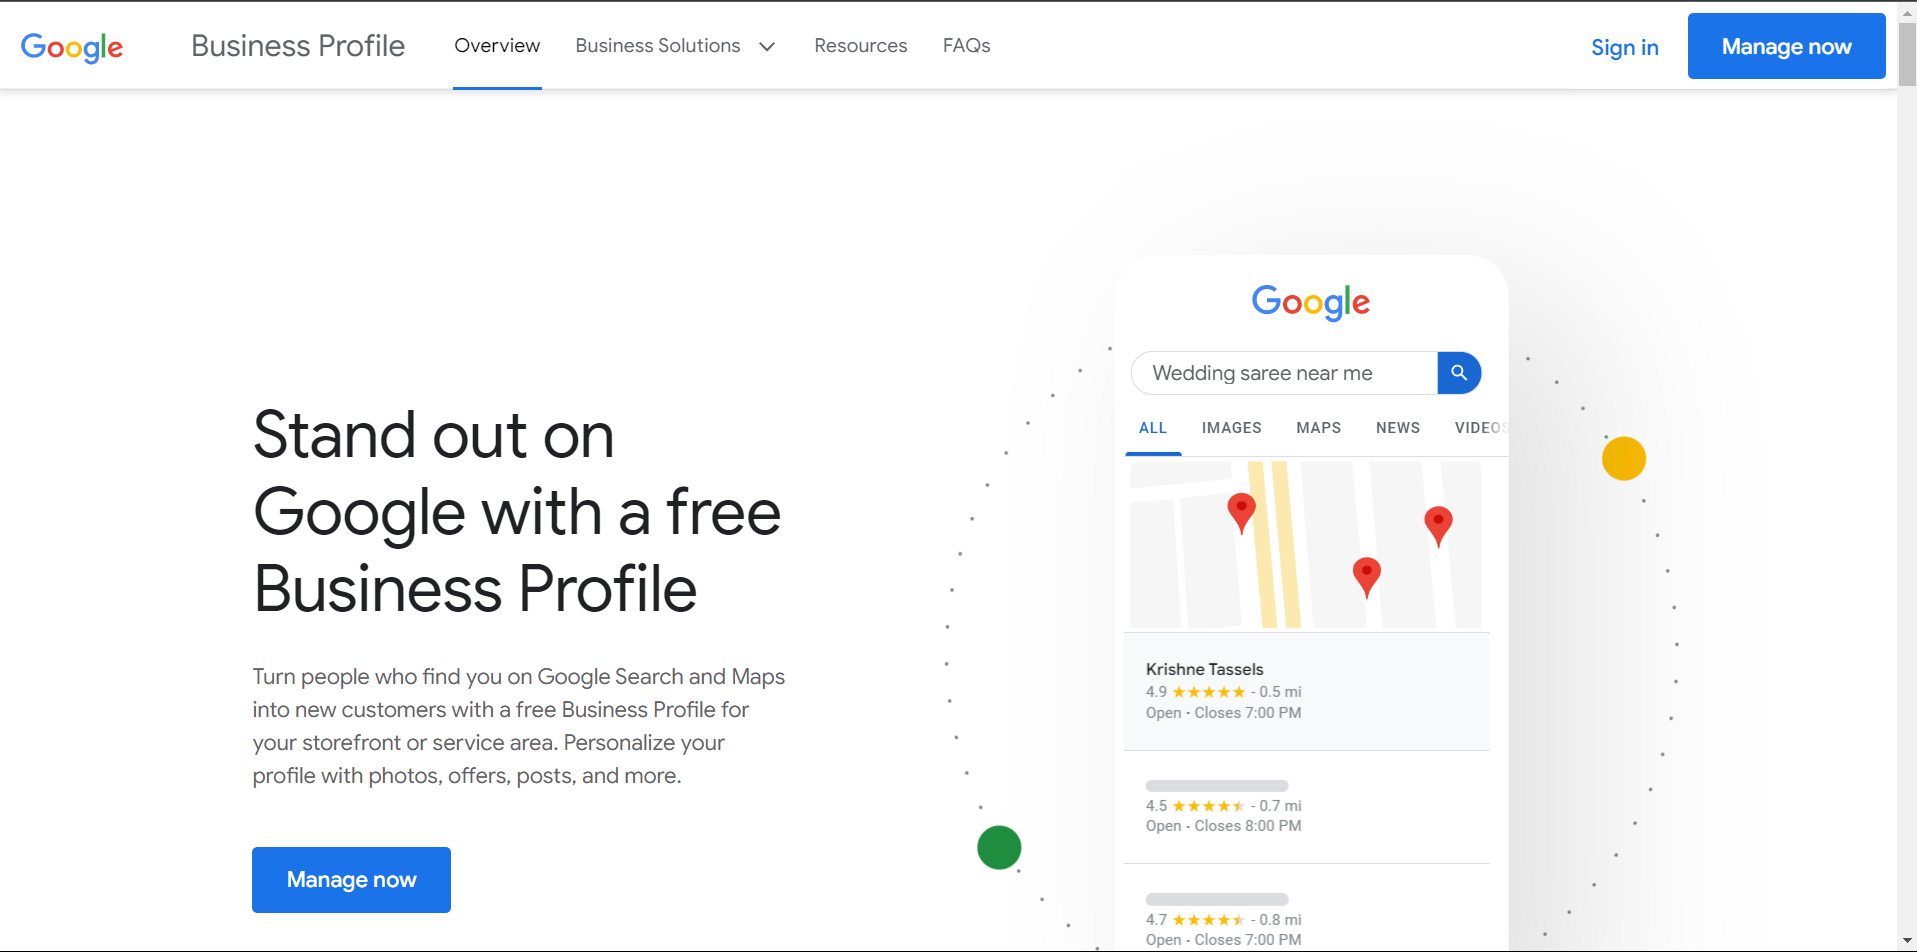 Google
Business Profile
Overview
Business Solutions
Resources
FAQs
Sign in
Manage now
Stand out on
Google with a free
Business Profile
Turn people who find you on Google Search and Maps
into new customers with a free Business Profile for
your storefront or service area. Personalize your
profile with photos, offers, posts, and more.
Manage now
Google
Wedding saree near me
ALL IMAGES MAPS NEWS VIDEOS
Krishne Tassels
4.9 ★★★★★ - 0.5 mi
Open - Closes 7:00 PM
4.5 - 0.7 mi
Open - Closes 8:00 PM
4.7 - 0.8 mi
Open - Closes 7:00 PM